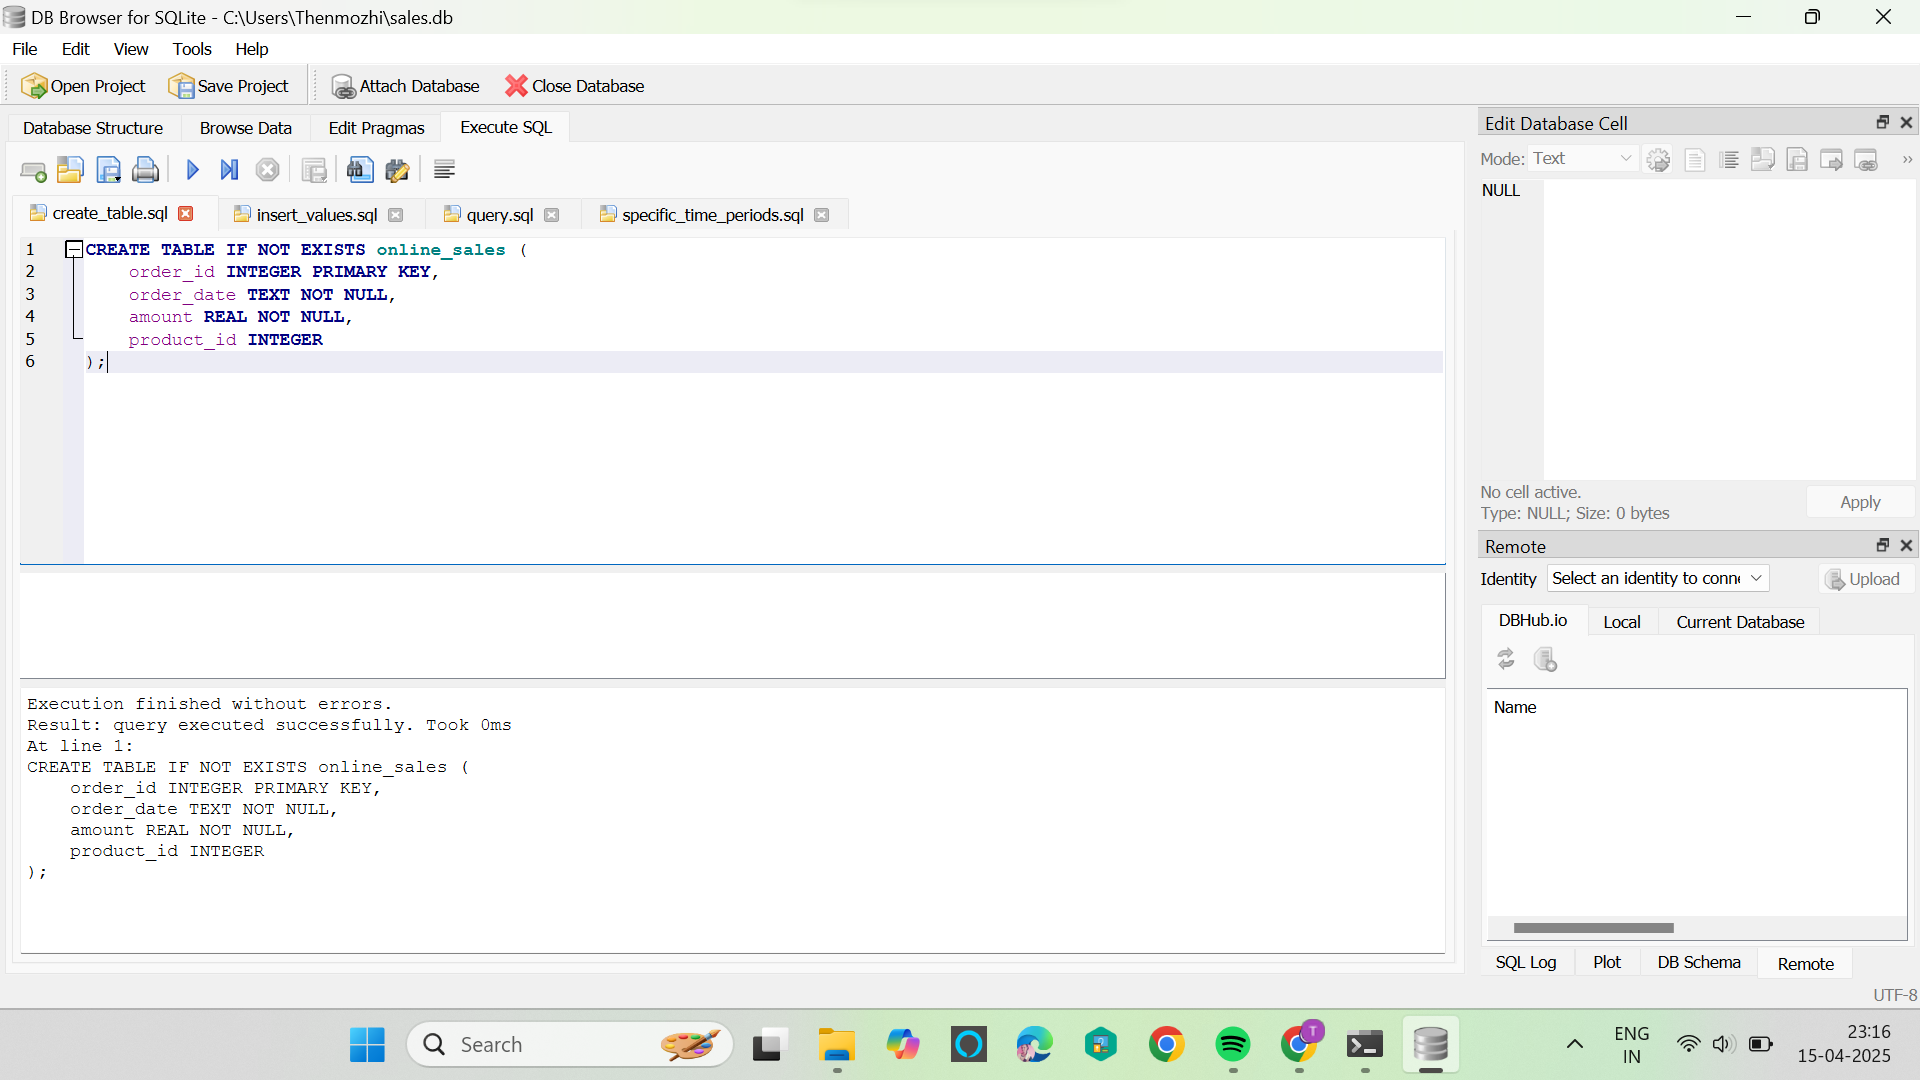 DB Browser for SQLite - C:\Users\Thenmozhi\sales.db
File Edit View Tools Help
Open Project Save Project Attach Database Close Database
Database Structure Browse Data Edit Pragmas Execute SQL
create_table.sql insert_values.sql query.sql specific_time_periods.sql
1 CREATE TABLE IF NOT EXISTS online_sales (
2 order_id INTEGER PRIMARY KEY,
3 order_date TEXT NOT NULL,
4 amount REAL NOT NULL,
5 product_id INTEGER
6 );
Execution finished without errors.
Result: query executed successfully. Took 0ms
At line 1:
CREATE TABLE IF NOT EXISTS online_sales (
order_id INTEGER PRIMARY KEY,
order_date TEXT NOT NULL,
amount REAL NOT NULL,
product_id INTEGER
);
Edit Database Cell
Mode: Text
NULL
No cell active.
Type: NULL; Size: 0 bytes
Apply
Remote
Identity Select an identity to conn Upload
DBHub.io Local Current Database
Name
SQL Log Plot DB Schema Remote
UTF-8
Search
T
ENG
IN
23:16
15-04-2025